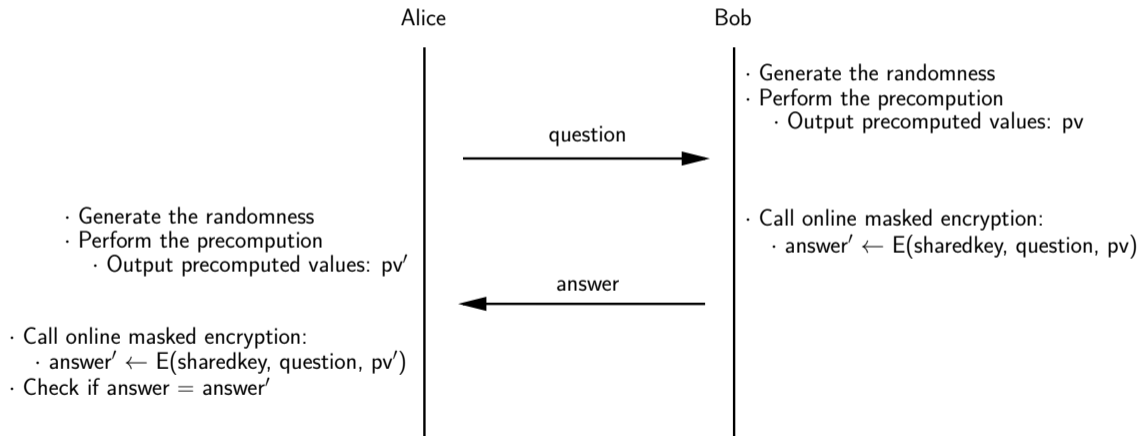 Alice
Bob
· Generate the randomness
· Perform the precompution
· Output precomputed values: pv
question
· Generate the randomness
· Perform the precompution
· Output precomputed values: pv′
· Call online masked encryption:
· answer′ ← E(sharedkey, question, pv)
answer
· Call online masked encryption:
· answer′ ← E(sharedkey, question, pv′)
· Check if answer = answer′